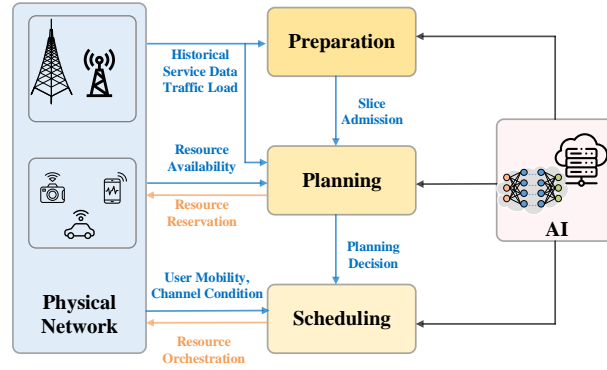 Preparation
Historical
Service Data
Traffic Load
Slice
Admission
Resource
Availability
Planning
Resource
Reservation
AI
Planning
Decision
User Mobility,
Channel Condition
Physical
Network
Scheduling
Resource
Orchestration